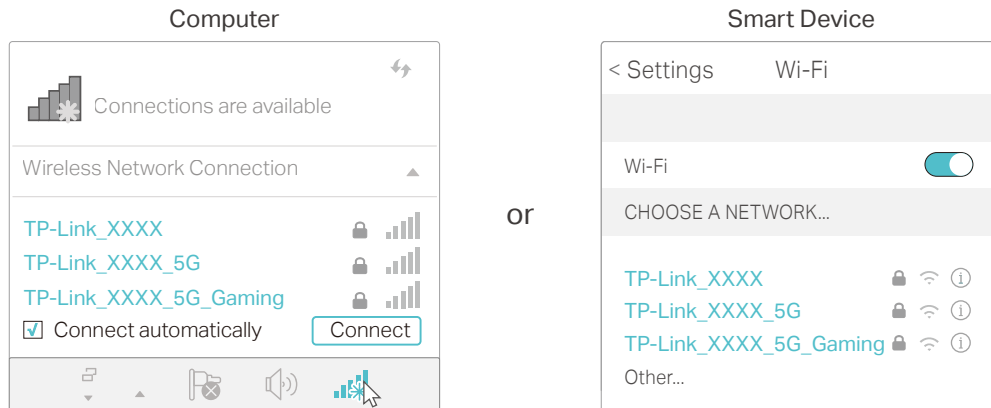 Computer
Connections are available
Wireless Network Connection
TP-Link_XXXX
TP-Link_XXXX_5G
TP-Link_XXXX_5G_Gaming
Connect automatically
Connect
or
Smart Device
< Settings
Wi-Fi
Wi-Fi
CHOOSE A NETWORK...
TP-Link_XXXX
TP-Link_XXXX_5G
TP-Link_XXXX_5G_Gaming
Other...